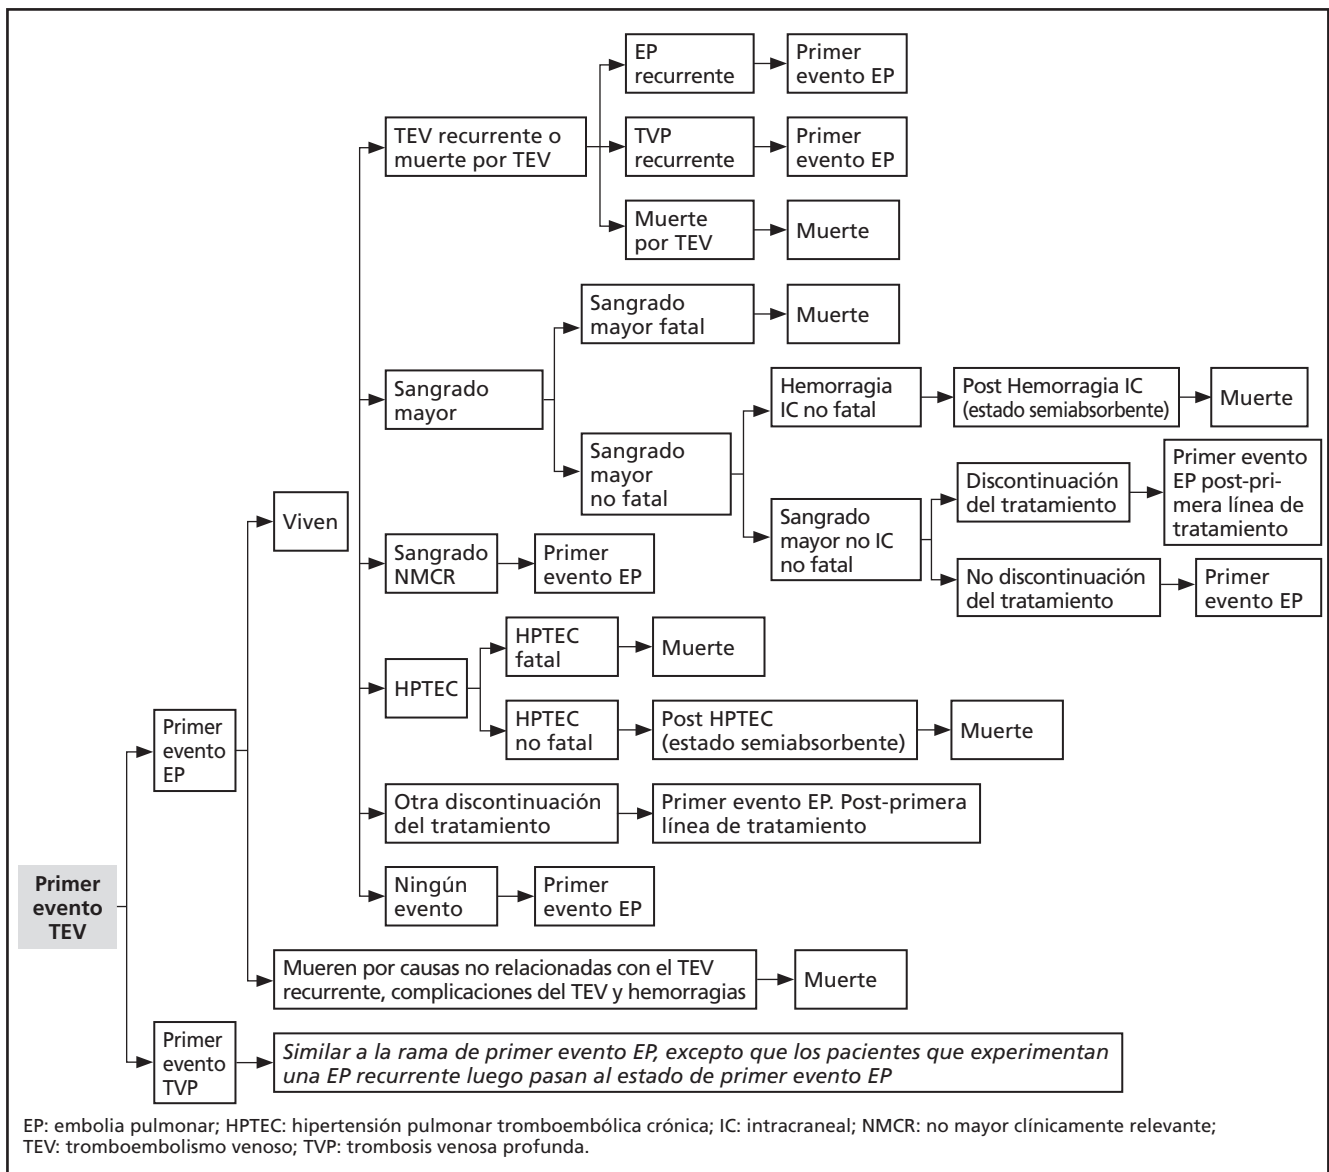 EP
recurrente
Primer
evento EP
TEV recurrente o
muerte por TEV
TVP
recurrente
Primer
evento EP
Muerte
por TEV
Muerte
Sangrado
mayor fatal
Muerte
Sangrado
mayor
Hemorragia
IC no fatal
Post Hemorragia IC
(estado semiabsorbente)
Muerte
Sangrado
mayor
no fatal
Discontinuación
del tratamiento
Primer evento
EP post-pri-
mera línea de
tratamiento
Sangrado
mayor no IC
no fatal
No discontinuación
del tratamiento
Primer
evento EP
Viven
Sangrado
NMCR
Primer
evento EP
HPTEC
HPTEC
fatal
Muerte
HPTEC
no fatal
Post HPTEC
(estado semiabsorbente)
Muerte
Primer
evento
EP
Otra discontinuación
del tratamiento
Primer evento EP. Post-primera
línea de tratamiento
Ningún
evento
Primer
evento EP
Primer
evento
TEV
Mueren por causas no relacionadas con el TEV
recurrente, complicaciones del TEV y hemorragias
Muerte
Primer
evento
TVP
Similar a la rama de primer evento EP, excepto que los pacientes que experimentan
una EP recurrente luego pasan al estado de primer evento EP
EP: embolia pulmonar; HPTEC: hipertensión pulmonar tromboembólica crónica; IC: intracraneal; NMCR: no mayor clínicamente relevante;
TEV: tromboembolismo venoso; TVP: trombosis venosa profunda.